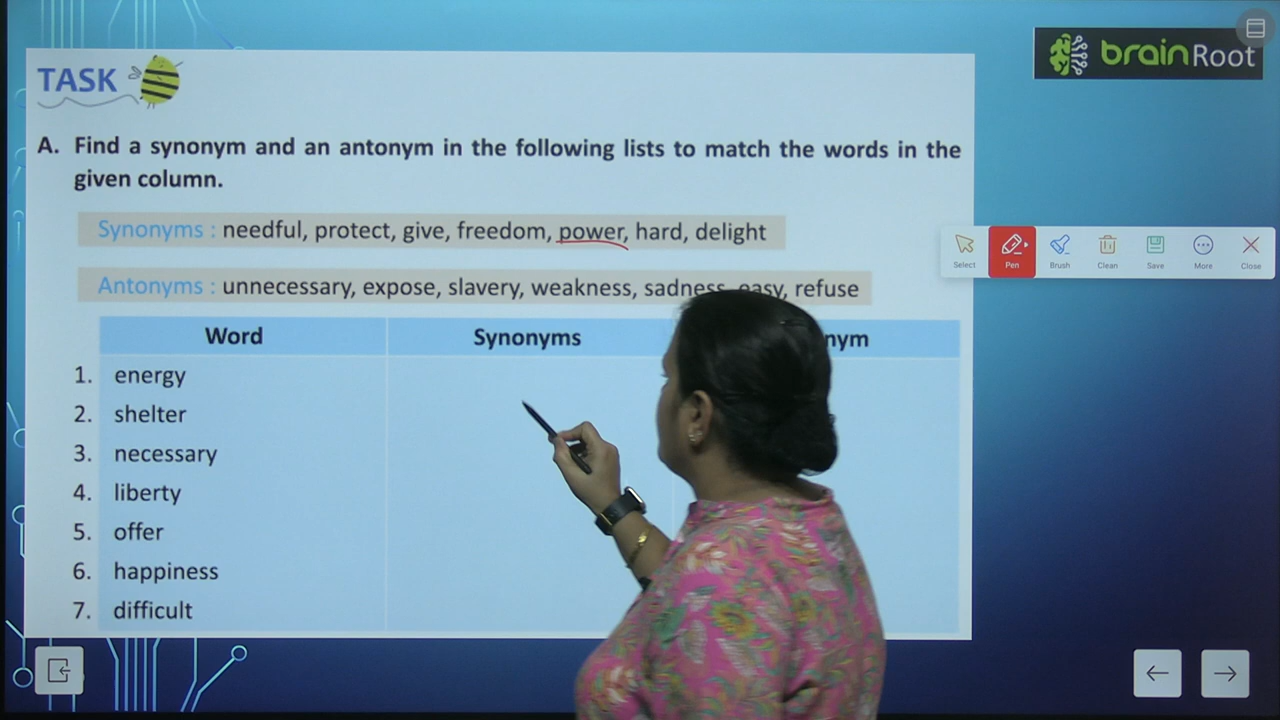 TASK
brainRoot
A. Find a synonym and an antonym in the following lists to match the words in the
given column.
Synonyms : needful, protect, give, freedom, power, hard, delight
Antonyms : unnecessary, expose, slavery, weakness, sadness, easy, refuse
Select Pen Brush Clean Save More Close
Word Synonyms nym
1. energy
2. shelter
3. necessary
4. liberty
5. offer
6. happiness
7. difficult